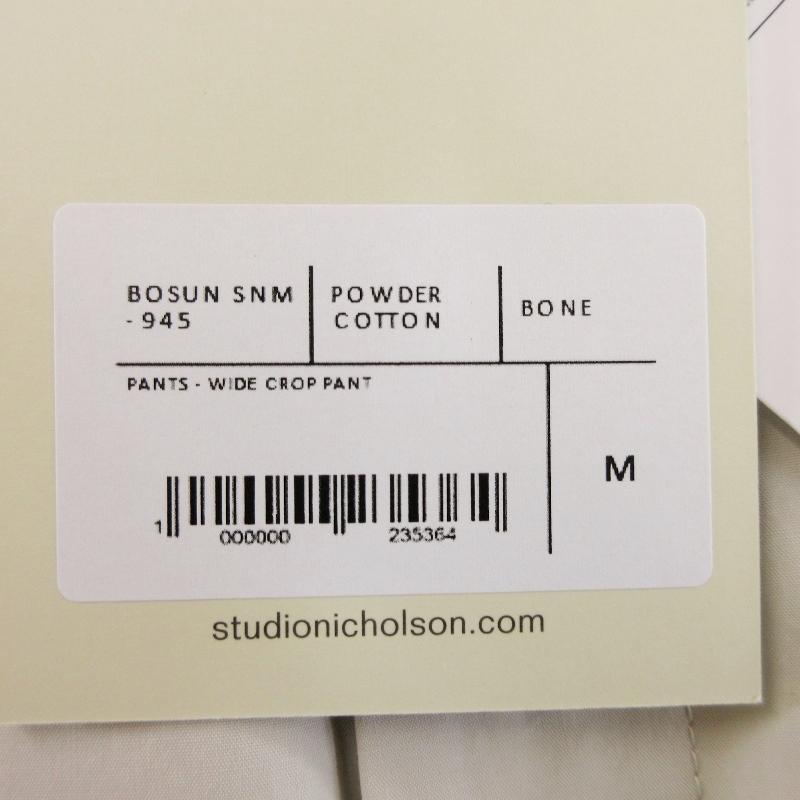 BOSUN SNM
- 945
POWDER
COTTON
BONE
PANTS - WIDE CROP PANT
M
1 000000 235364
studionicholson.com